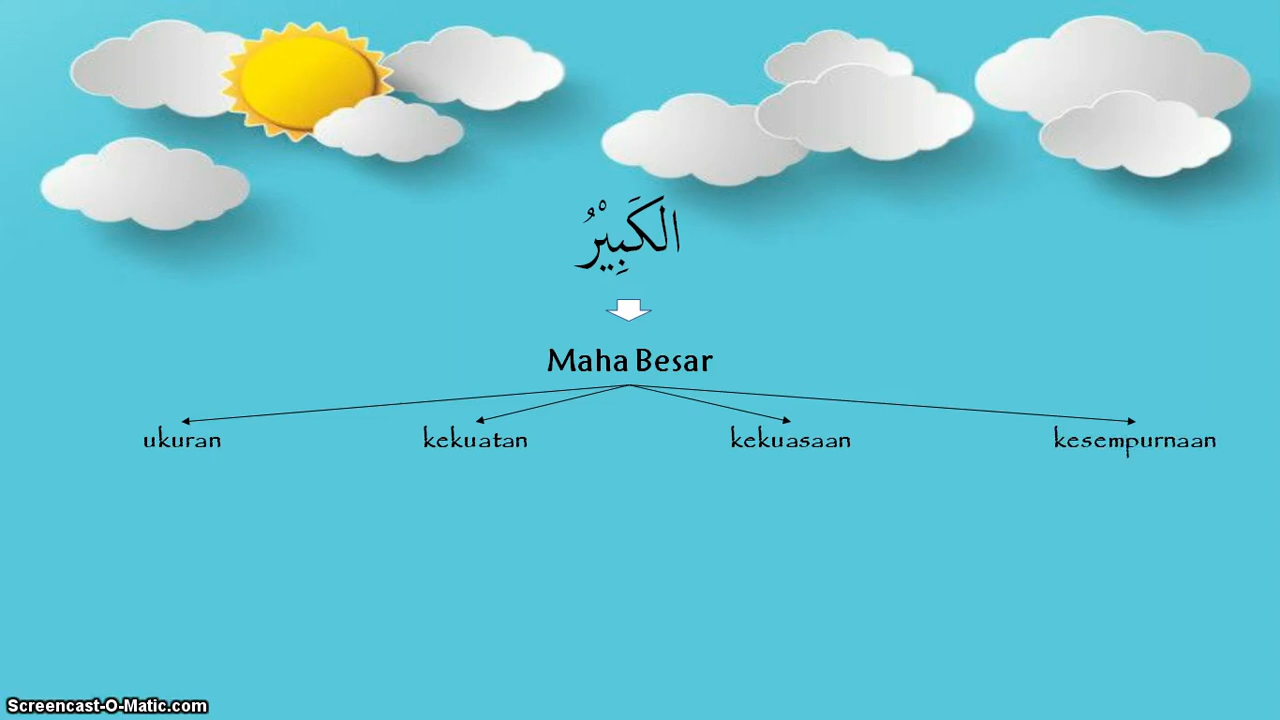 الكَبِيْرُ
Maha Besar
ukuran kekuatan kekuasaan kesempurnaan
Screencast-O-Matic.com